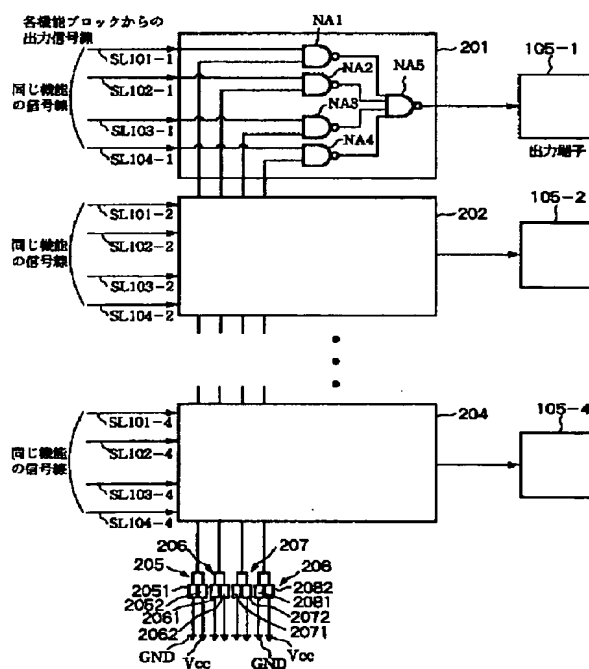 各機能ブロックからの
出力信号線
NA1
201
105-1
SL101-1
NA2
NA5
同じ機能
の信号線
SL102-1
NA3
SL103-1
NA4
SL104-1
出力端子
SL101-2
202
105-2
同じ機能
の信号線
SL102-2
SL103-2
SL104-2
SL101-4
204
105-4
同じ機能
の信号線
SL102-4
SL103-4
SL104-4
206
207
205
208
2051
2082
2052
2081
2061
2072
2062
2071
GND
Vcc
GND
Vcc